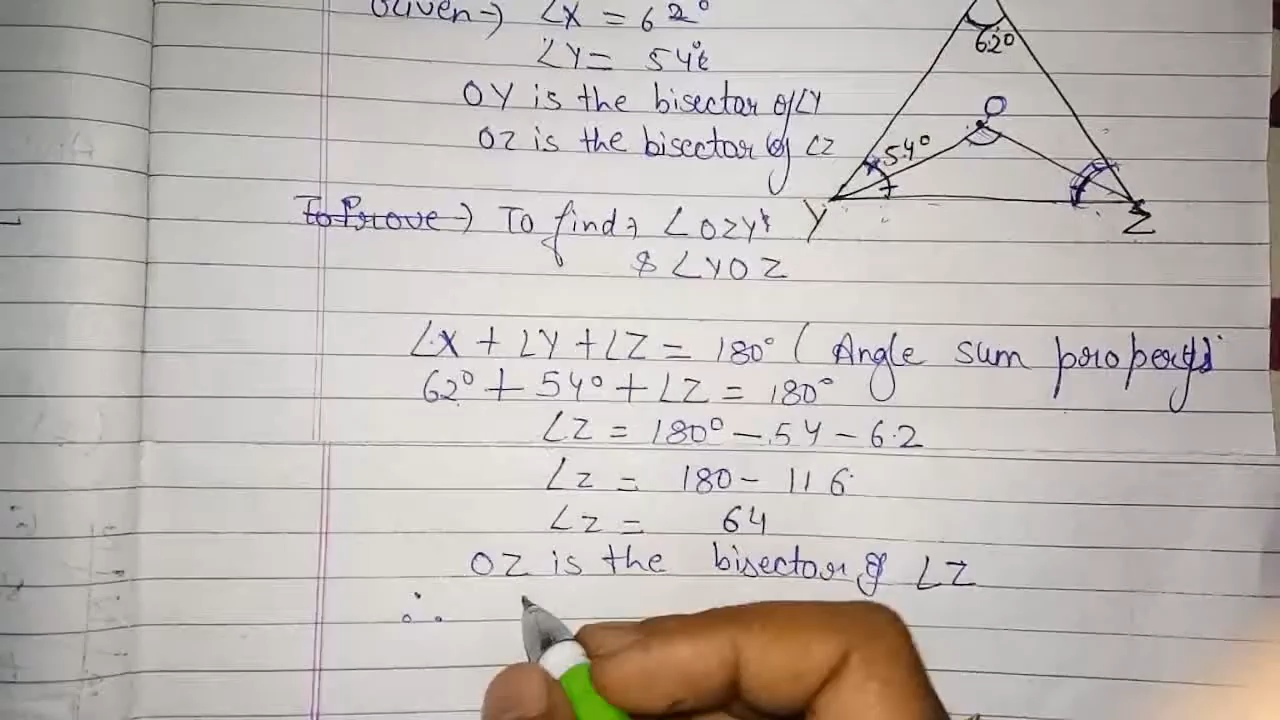 Given → ∠X = 62°
∠Y = 54°
62°
OY is the bisector of ∠Y
O
OZ is the bisector of ∠Z
54°
To Prove → To find → ∠OZY
Y
Z
& ∠YOZ
∠X + ∠Y + ∠Z = 180° ( Angle sum property)
62° + 54° + ∠Z = 180°
∠Z = 180° - 54 - 62
∠Z = 180 - 116
∠Z = 64
OZ is the bisector of ∠Z
∴